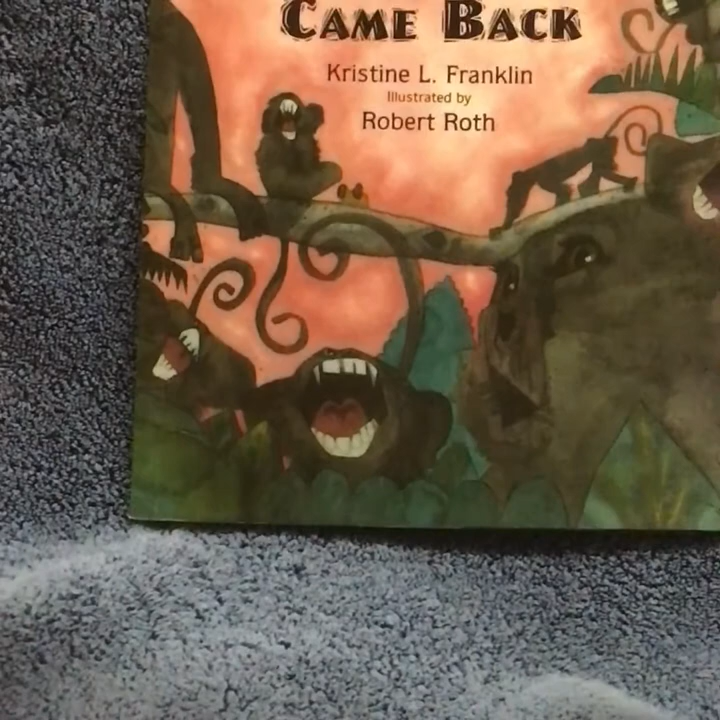 CAME BACK
Kristine L. Franklin
Illustrated by
Robert Roth